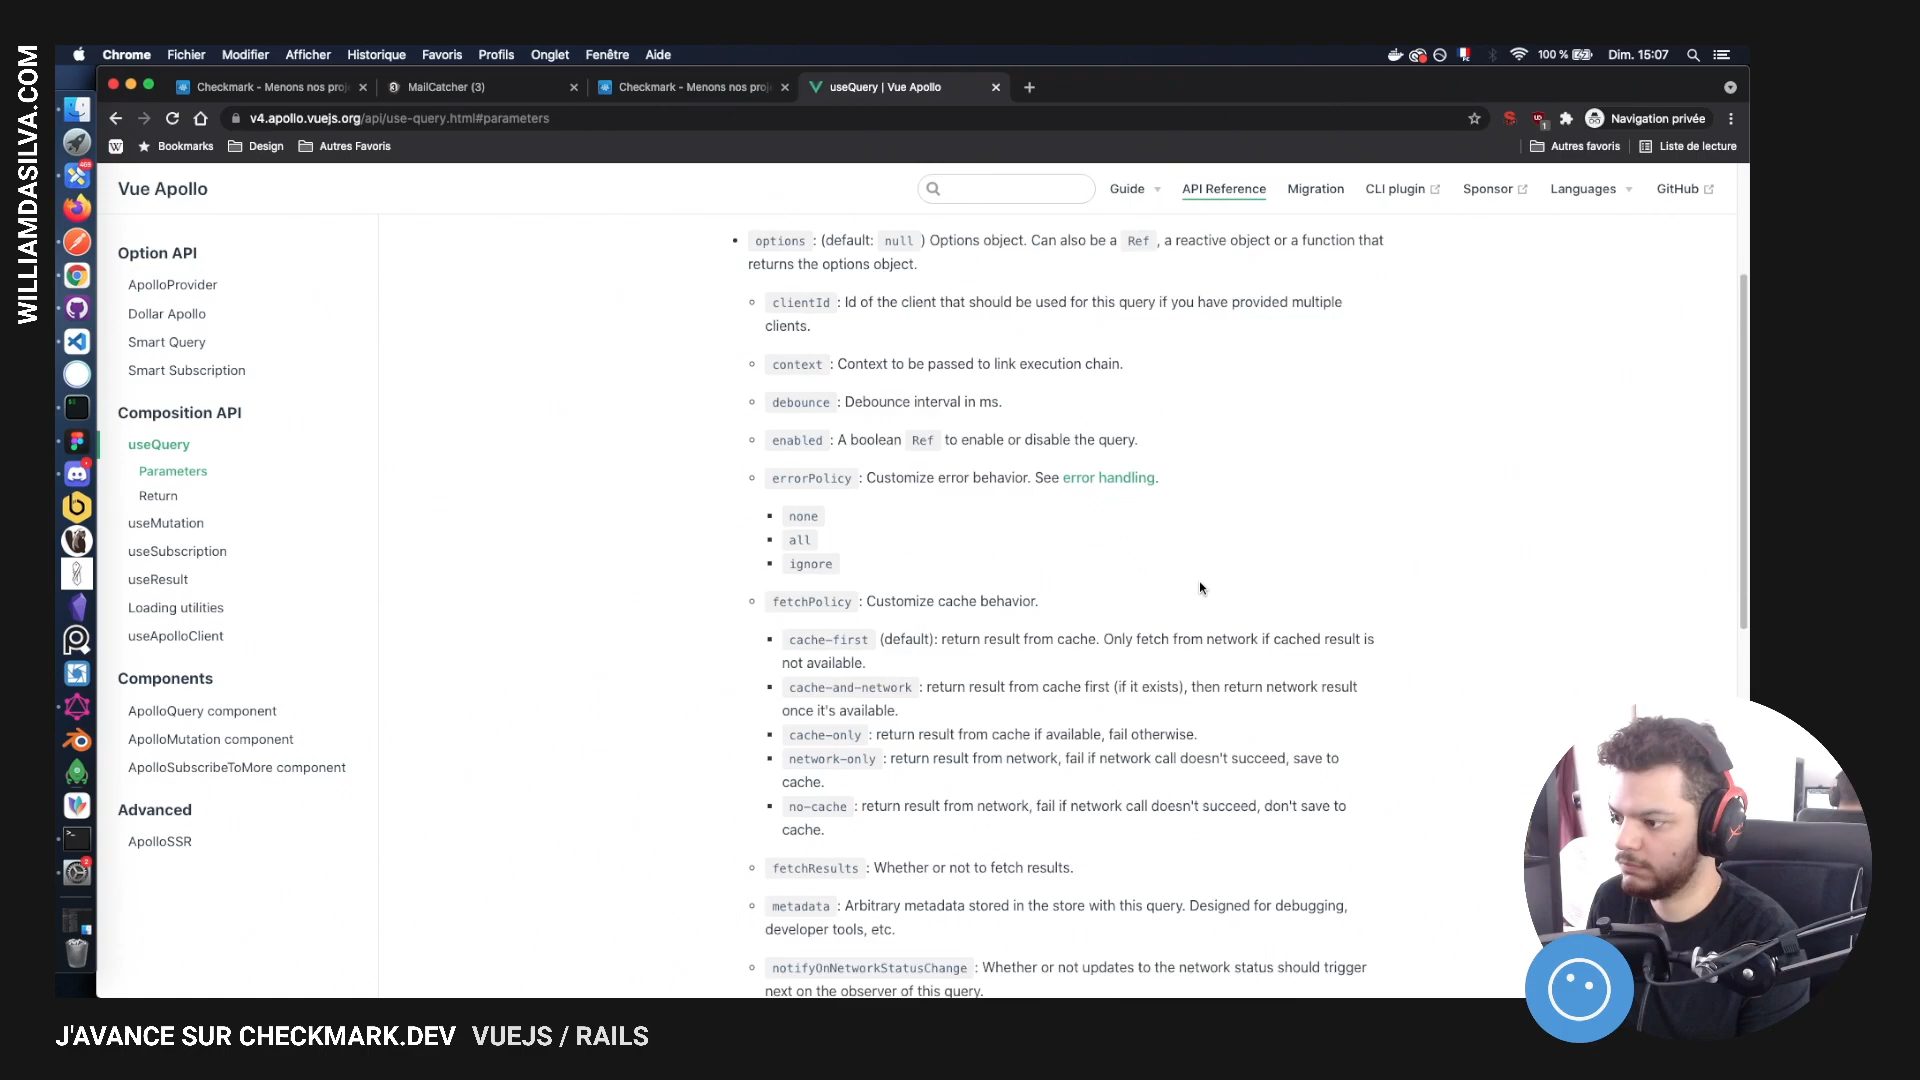 WILLIAMDASILVA.COM
Chrome Fichier Modifier Afficher Historique Favoris Profils Onglet Fenêtre Aide
100 % Dim. 15:07
Checkmark - Menons nos proj
MailCatcher (3)
Checkmark - Menons nos proj
useQuery | Vue Apollo
v4.apollo.vuejs.org/api/use-query.html#parameters
Navigation privée
Bookmarks Design Autres Favoris
Autres favoris Liste de lecture
Vue Apollo
Guide API Reference Migration CLI plugin Sponsor Languages GitHub
Option API
ApolloProvider
Dollar Apollo
Smart Query
Smart Subscription
Composition API
useQuery
Parameters
Return
useMutation
useSubscription
useResult
Loading utilities
useApolloClient
Components
ApolloQuery component
ApolloMutation component
ApolloSubscribeToMore component
Advanced
ApolloSSR
options : (default: null ) Options object. Can also be a Ref , a reactive object or a function that
returns the options object.
clientId : Id of the client that should be used for this query if you have provided multiple
clients.
context : Context to be passed to link execution chain.
debounce : Debounce interval in ms.
enabled : A boolean Ref to enable or disable the query.
errorPolicy : Customize error behavior. See error handling.
none
all
ignore
fetchPolicy : Customize cache behavior.
cache-first (default): return result from cache. Only fetch from network if cached result is
not available.
cache-and-network : return result from cache first (if it exists), then return network result
once it's available.
cache-only : return result from cache if available, fail otherwise.
network-only : return result from network, fail if network call doesn't succeed, save to
cache.
no-cache : return result from network, fail if network call doesn't succeed, don't save to
cache.
fetchResults : Whether or not to fetch results.
metadata : Arbitrary metadata stored in the store with this query. Designed for debugging,
developer tools, etc.
notifyOnNetworkStatusChange : Whether or not updates to the network status should trigger
next on the observer of this query.
J'AVANCE SUR CHECKMARK.DEV VUEJS / RAILS